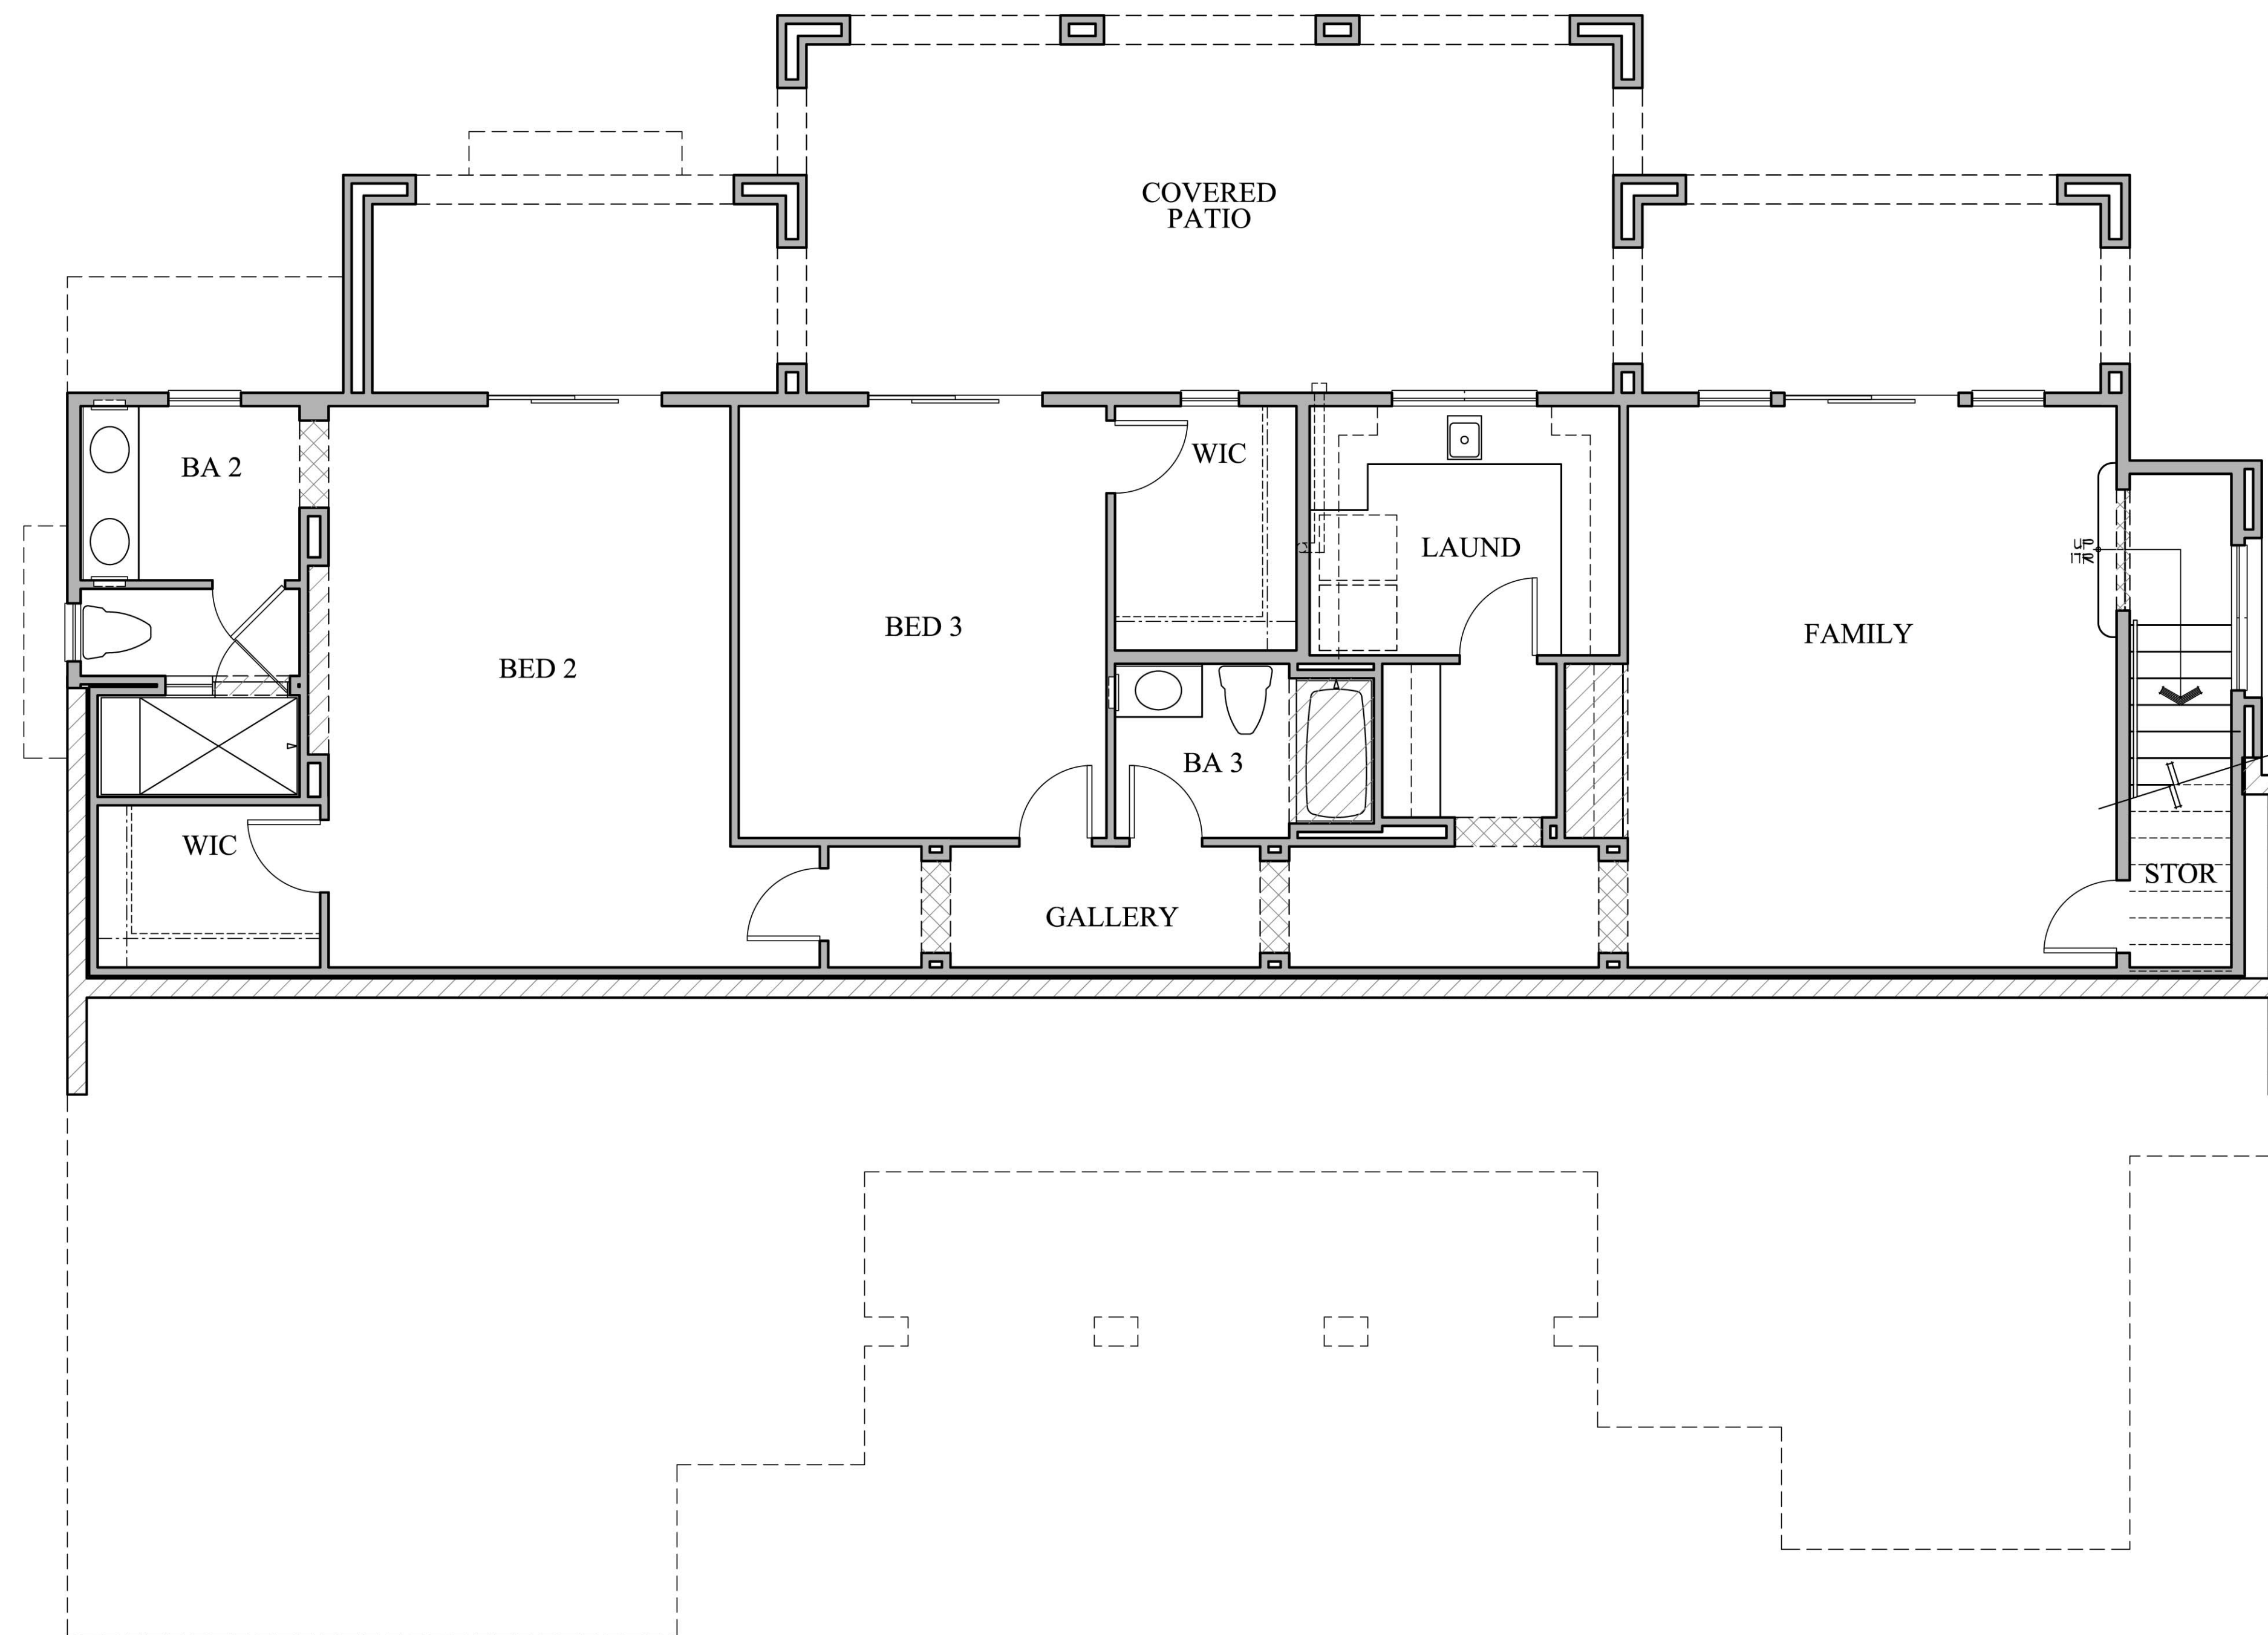 COVERED
PATIO
BA 2
WIC
LAUND
BED 3
FAMILY
BED 2
BA 3
WIC
STOR
GALLERY